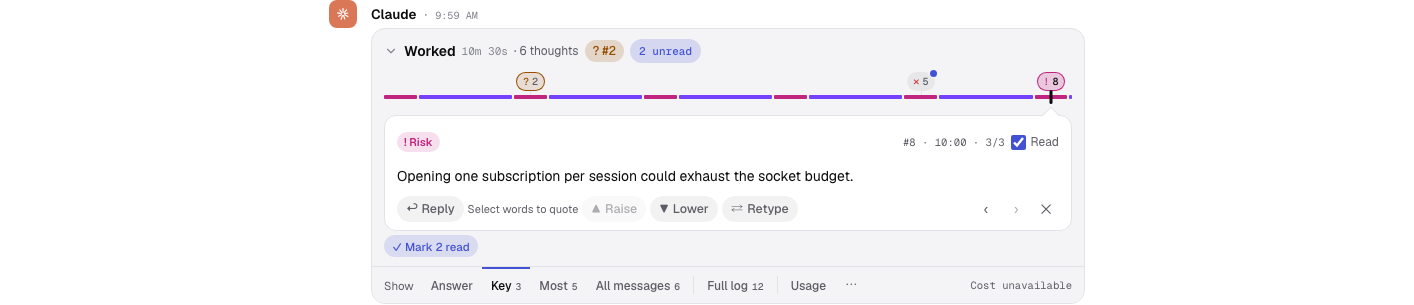 Claude · 9:59 AM
Worked 10m 30s · 6 thoughts ? #2 2 unread
? 2 × 5 ! 8
! Risk #8 · 10:00 · 3/3 Read
Opening one subscription per session could exhaust the socket budget.
↩ Reply Select words to quote ▲ Raise ▼ Lower ⇄ Retype ‹ › ×
✓ Mark 2 read
Show Answer Key 3 Most 5 All messages 6 Full log 12 Usage ··· Cost unavailable